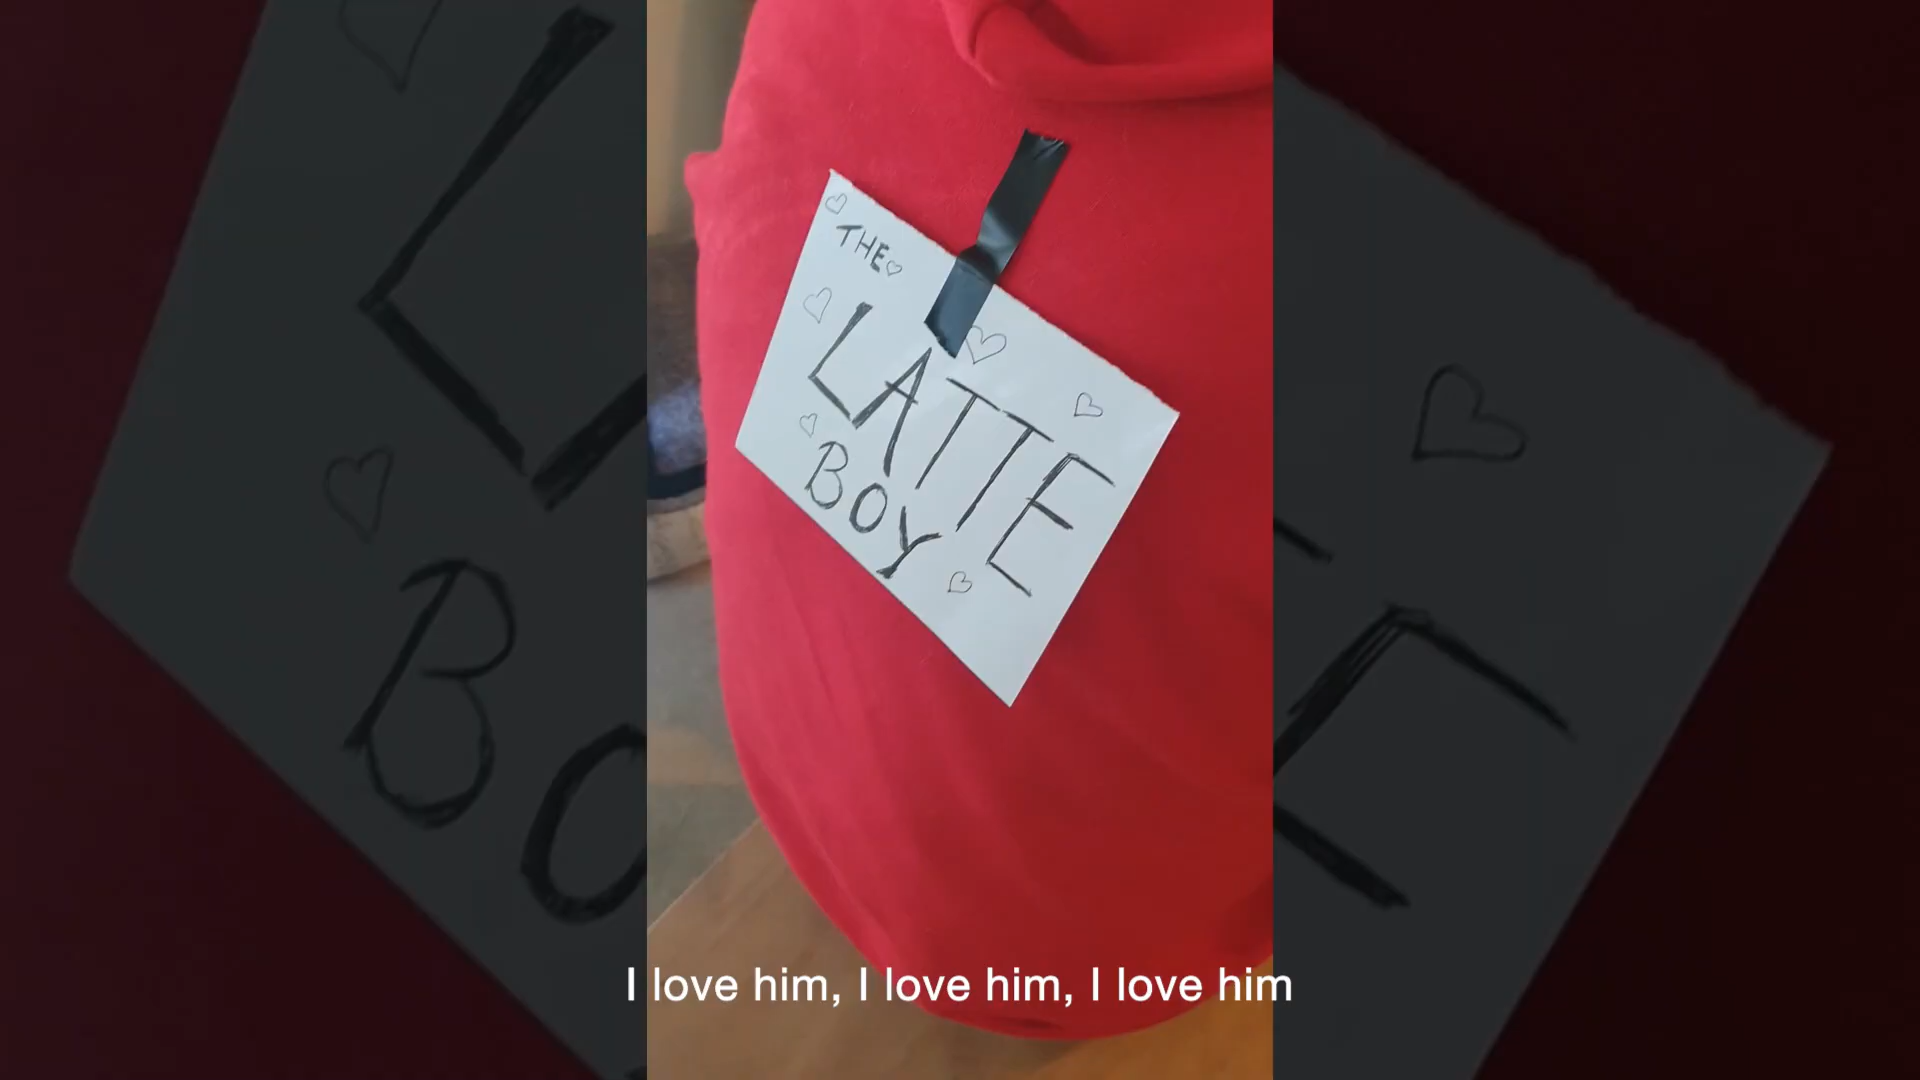 THE
LATTE
BOY
I love him, I love him, I love him